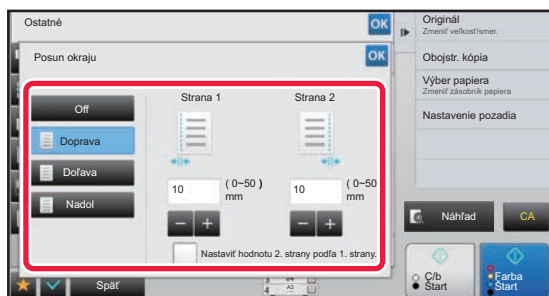 Ostatné
OK
Posun okraju
OK
Off
Doprava
Doľava
Nadol
Strana 1
Strana 2
10
( 0~50 )
mm
10
( 0~50
mm
Nastaviť hodnotu 2. strany podľa 1. strany.
Späť
Originál
Zmeniť veľkosť/smer.
Obojstr. kópia
Výber papiera
Zmeniť zásobník papiera
Nastavenie pozadia
Náhľad
CA
Č/b
Štart
Farba
Štart